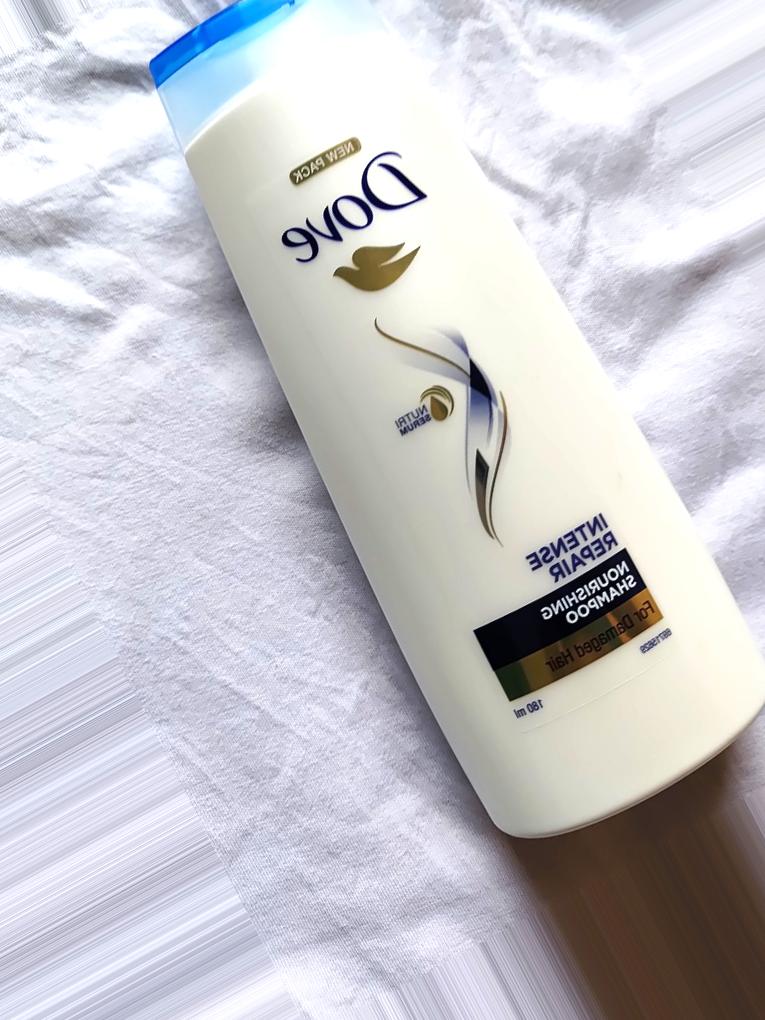 NEW PACK
Dove
NUTRI
SERUM
INTENSE
REPAIR
NOURISHING
SHAMPOO
For Damaged Hair
180 ml